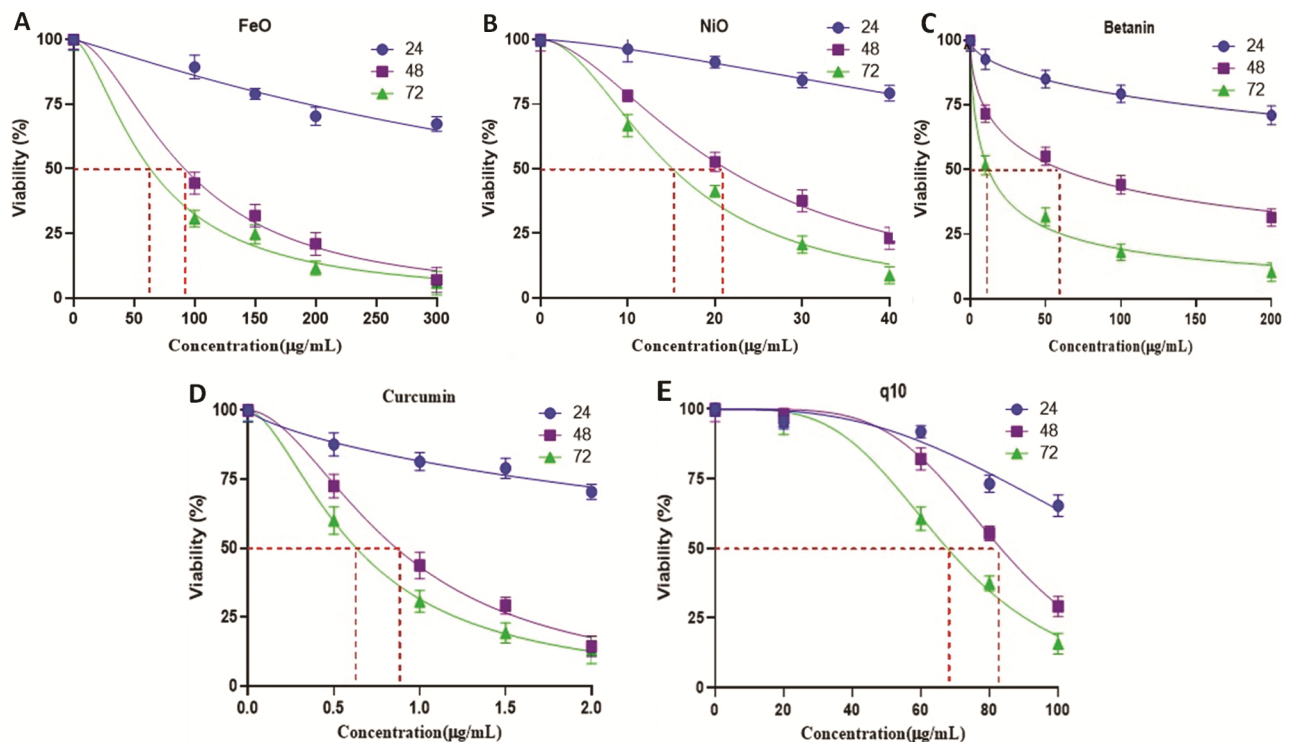 A
FeO
24
48
72
Viability (%)
100
75
50
25
0
0 50 100 150 200 250 300
Concentration(µg/mL)
B
NiO
24
48
72
Viability (%)
100
75
50
25
0
0 10 20 30 40
Concentration(µg/mL)
C
Betanin
24
48
72
Viability (%)
100
75
50
25
0
0 50 100 150 200
Concentration(µg/mL)
D
Curcumin
24
48
72
Viability (%)
100
75
50
25
0
0.0 0.5 1.0 1.5 2.0
Concentration(µg/mL)
E
q10
24
48
72
Viability (%)
100
75
50
25
0
0 20 40 60 80 100
Concentration(µg/mL)